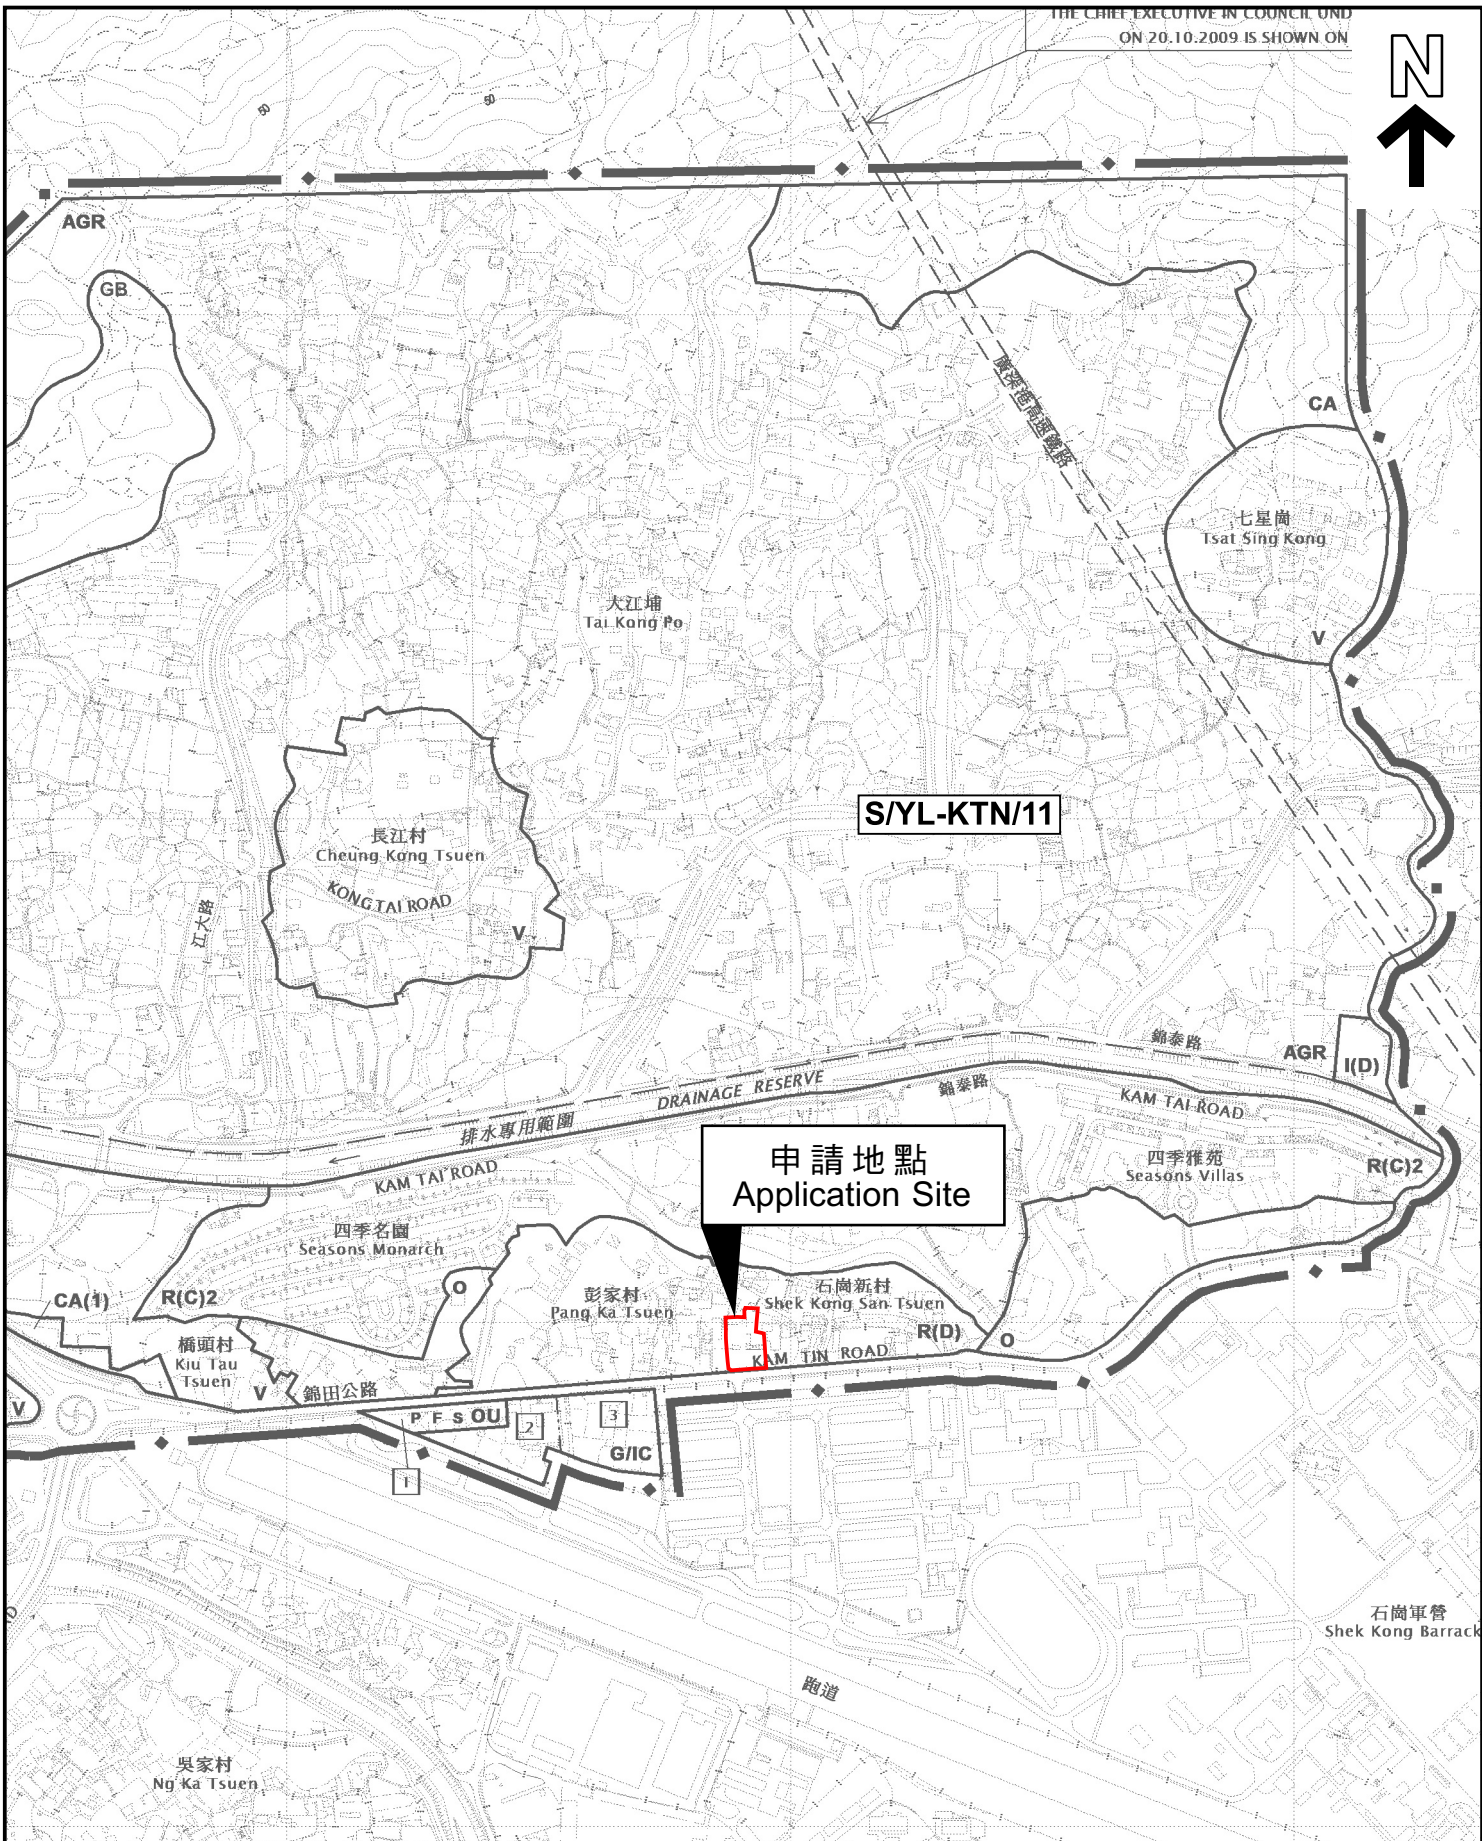 THE CHIEF EXECUTIVE IN COUNCIL UND
ON 20.10.2009 IS SHOWN ON
N
50
50
AGR
GB
廣深港高速鐵路
CA
七星崗
Tsat Sing Kong
大江埔
Tai Kong Po
V
S/YL-KTN/11
長江村
Cheung Kong Tsuen
KONG TAI ROAD
江大路
V
錦泰路
AGR
I(D)
DRAINAGE RESERVE
錦泰路
KAM TAI ROAD
排水專用範圍
申請地點
Application Site
四季雅苑
Seasons Villas
R(C)2
KAM TAI ROAD
四季名園
Seasons Monarch
O
彭家村
Pang Ka Tsuen
石崗新村
Shek Kong San Tsuen
CA(1)
R(C)2
R(D)
O
橋頭村
Kiu Tau
Tsuen
KAM TIN ROAD
V
錦田公路
V
P F S OU
2
3
G/IC
1
石崗軍營
Shek Kong Barrack
跑道
吳家村
Ng Ka Tsuen